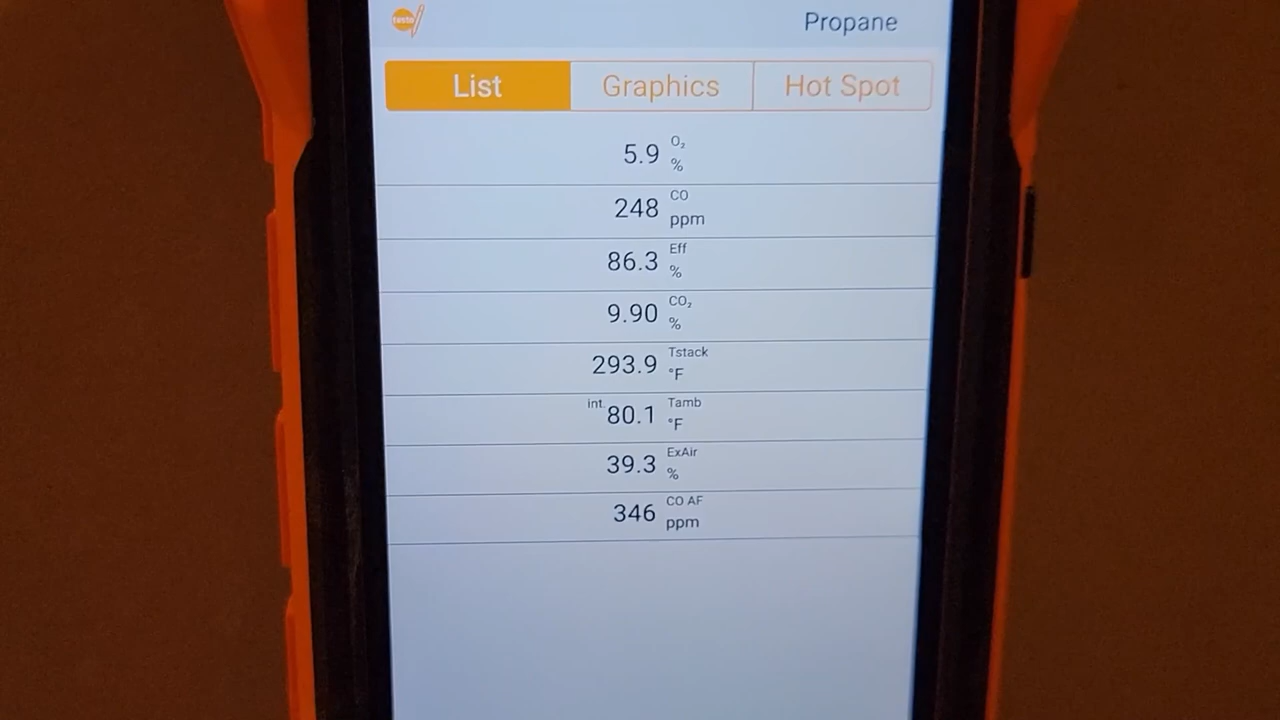 testo
Propane
List Graphics Hot Spot
5.9 O₂ %
248 CO ppm
86.3 Eff %
9.90 CO₂ %
293.9 Tstack °F
int. 80.1 Tamb °F
39.3 ExAir %
346 CO AF ppm